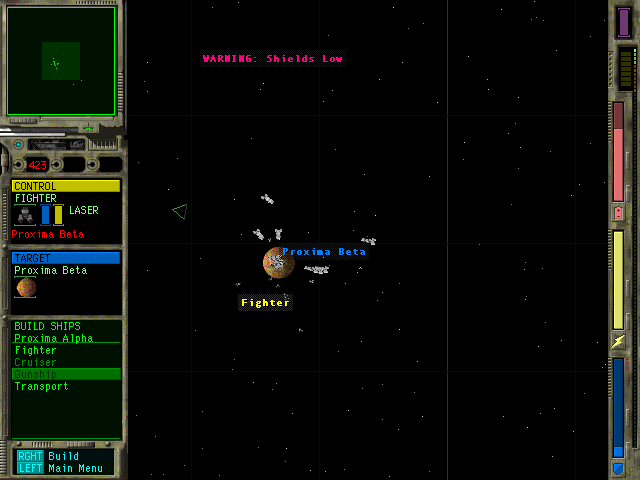 WARNING: Shields Low
423
CONTROL
FIGHTER
LASER
Proxima Beta
TARGET
Proxima Beta
BUILD SHIPS
Proxima Alpha
Fighter
Cruiser
Gunship
Transport
RGHT Build
LEFT Main Menu
Proxima Beta
Fighter